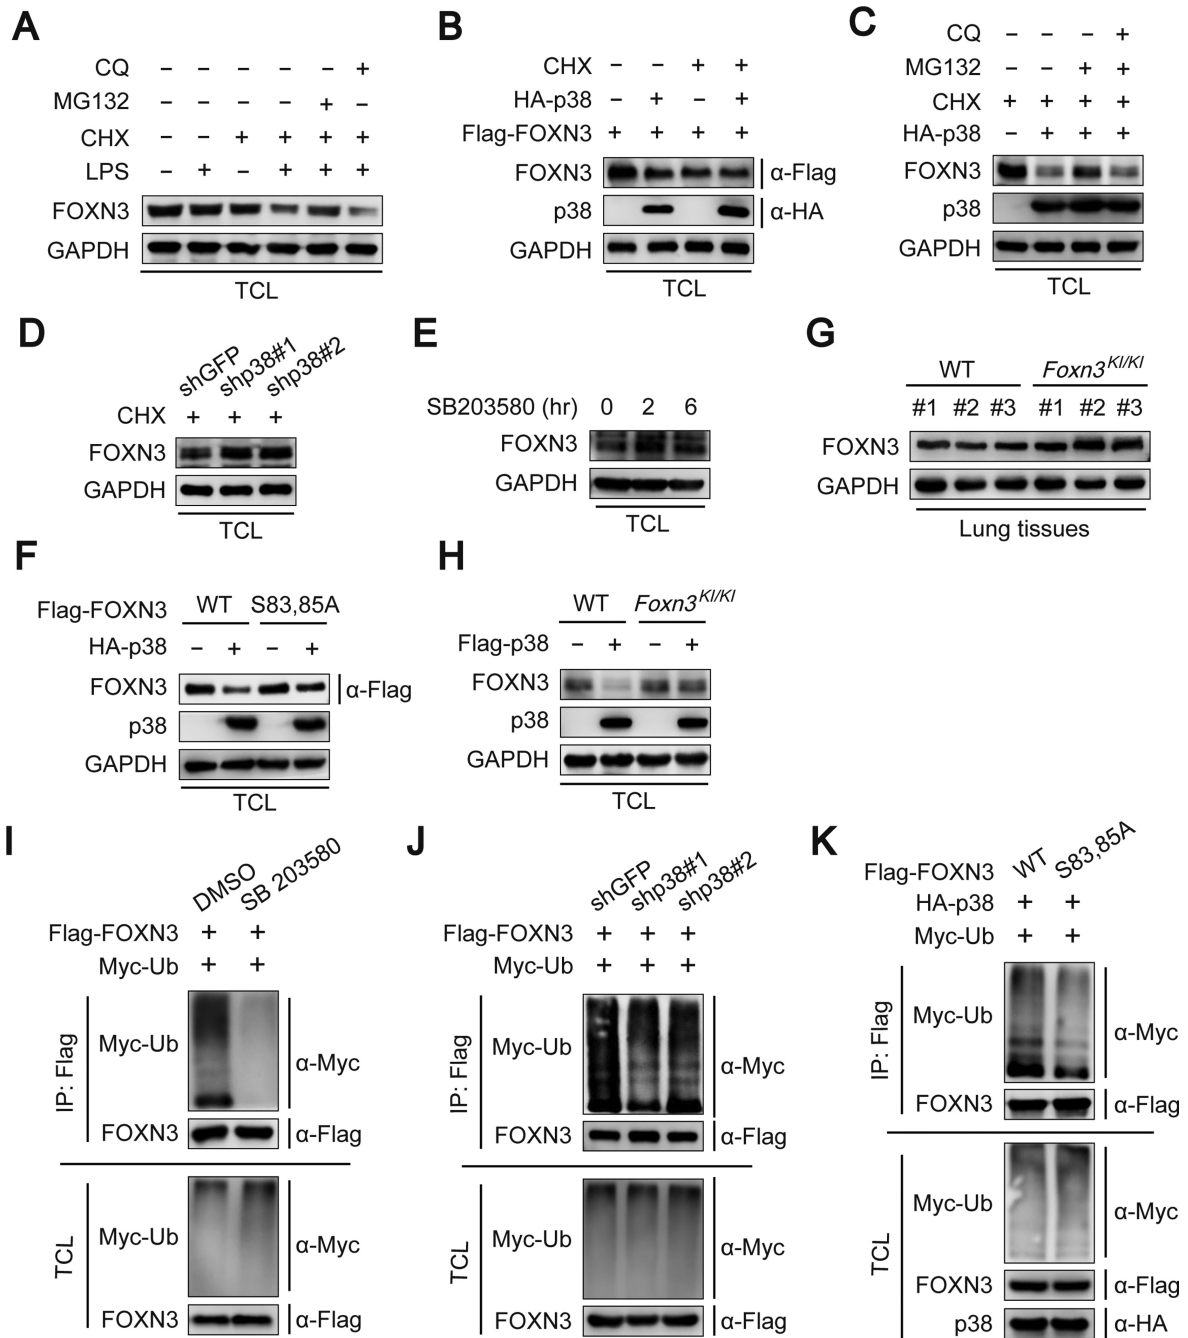 A
CQ – – – – – +
MG132 – – – – + –
CHX – – + + + +
LPS – + – + + +
FOXN3
GAPDH
TCL
B
CHX – – + +
HA-p38 – + – +
Flag-FOXN3 + + + +
FOXN3 α-Flag
p38 α-HA
GAPDH
TCL
C
CQ – – – +
MG132 – – + +
CHX + + + +
HA-p38 – + + +
FOXN3
p38
GAPDH
TCL
D
shGFP shp38#1 shp38#2
CHX + + +
FOXN3
GAPDH
TCL
E
SB203580 (hr) 0 2 6
FOXN3
GAPDH
TCL
G
WT Foxn3KI/KI
#1 #2 #3 #1 #2 #3
FOXN3
GAPDH
Lung tissues
F
Flag-FOXN3 WT S83,85A
HA-p38 – + – +
FOXN3 α-Flag
p38
GAPDH
TCL
H
WT Foxn3KI/KI
Flag-p38 – + – +
FOXN3
p38
GAPDH
TCL
I
DMSO SB 203580
Flag-FOXN3 + +
Myc-Ub + +
IP: Flag
Myc-Ub α-Myc
FOXN3 α-Flag
TCL
Myc-Ub α-Myc
FOXN3 α-Flag
J
shGFP shp38#1 shp38#2
Flag-FOXN3 + + +
Myc-Ub + + +
IP: Flag
Myc-Ub α-Myc
FOXN3 α-Flag
TCL
Myc-Ub α-Myc
FOXN3 α-Flag
K
Flag-FOXN3 WT S83,85A
HA-p38 + +
Myc-Ub + +
IP: Flag
Myc-Ub α-Myc
FOXN3 α-Flag
TCL
Myc-Ub α-Myc
FOXN3 α-Flag
p38 α-HA